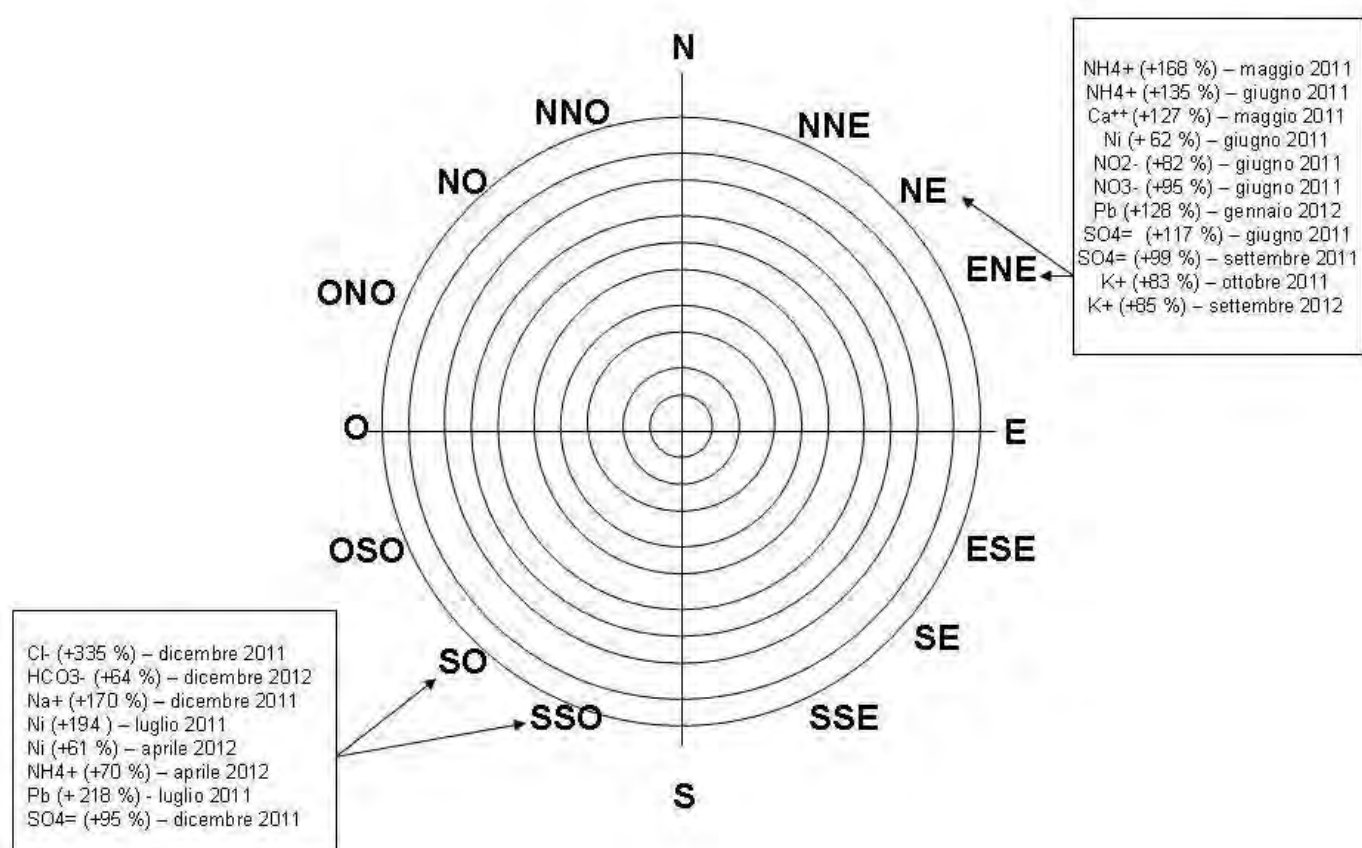 N
NNO
NNE
NO
NE
ONO
ENE
O
E
OSO
ESE
SO
SE
SSO
SSE
S
NH4+ (+168 %) – maggio 2011
NH4+ (+135 %) – giugno 2011
Ca++ (+127 %) – maggio 2011
Ni (+ 62 %) – giugno 2011
NO2- (+82 %) – giugno 2011
NO3- (+95 %) – giugno 2011
Pb (+128 %) – gennaio 2012
SO4= (+117 %) – giugno 2011
SO4= (+99 %) – settembre 2011
K+ (+83 %) – ottobre 2011
K+ (+85 %) – settembre 2012
Cl- (+335 %) – dicembre 2011
HCO3- (+64 %) – dicembre 2012
Na+ (+170 %) – dicembre 2011
Ni (+194 ) – luglio 2011
Ni (+61 %) – aprile 2012
NH4+ (+70 %) – aprile 2012
Pb (+ 218 %) - luglio 2011
SO4= (+95 %) – dicembre 2011